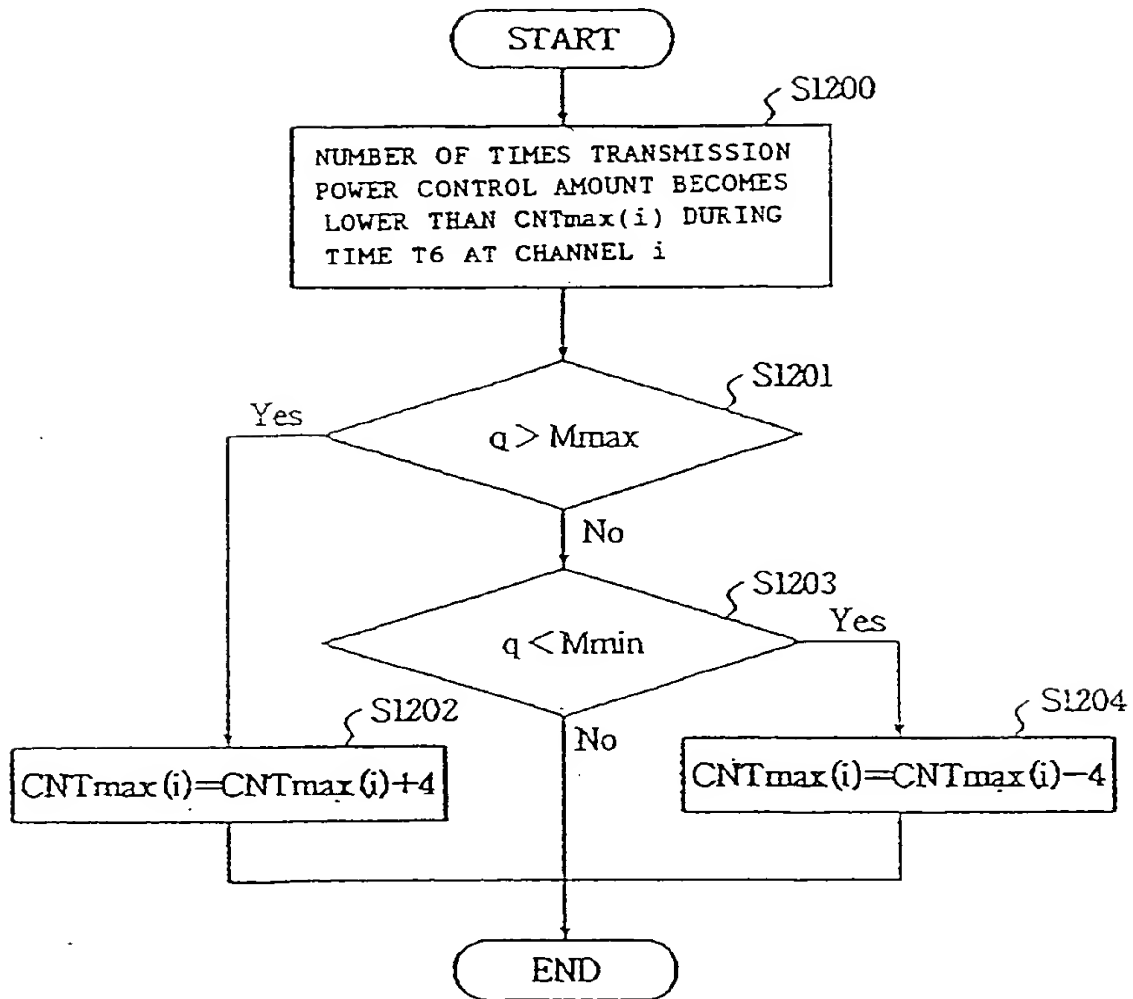 START
S1200
NUMBER OF TIMES TRANSMISSION
POWER CONTROL AMOUNT BECOMES
LOWER THAN CNTmax(i) DURING
TIME T6 AT CHANNEL i
S1201
Yes
q > Mmax
No
S1203
Yes
q < Mmin
S1202
No
S1204
CNTmax(i)=CNTmax(i)+4
CNTmax(i)=CNTmax(i)−4
END